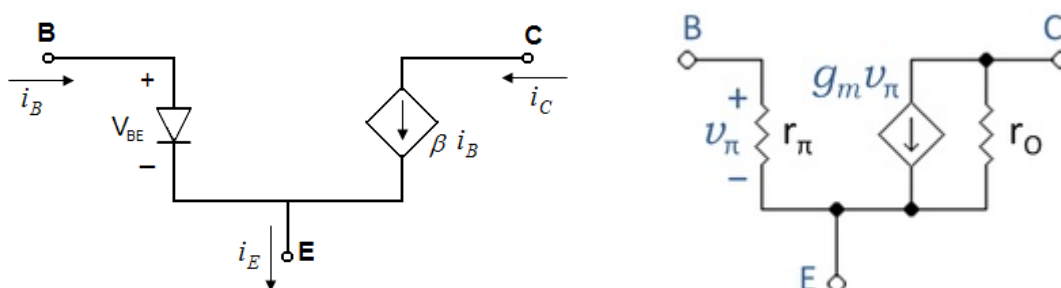 B
C
+
i_B
V_BE
−
β i_B
i_C
i_E
E
B
C
g_m v_π
+
v_π
r_π
−
r_O
E